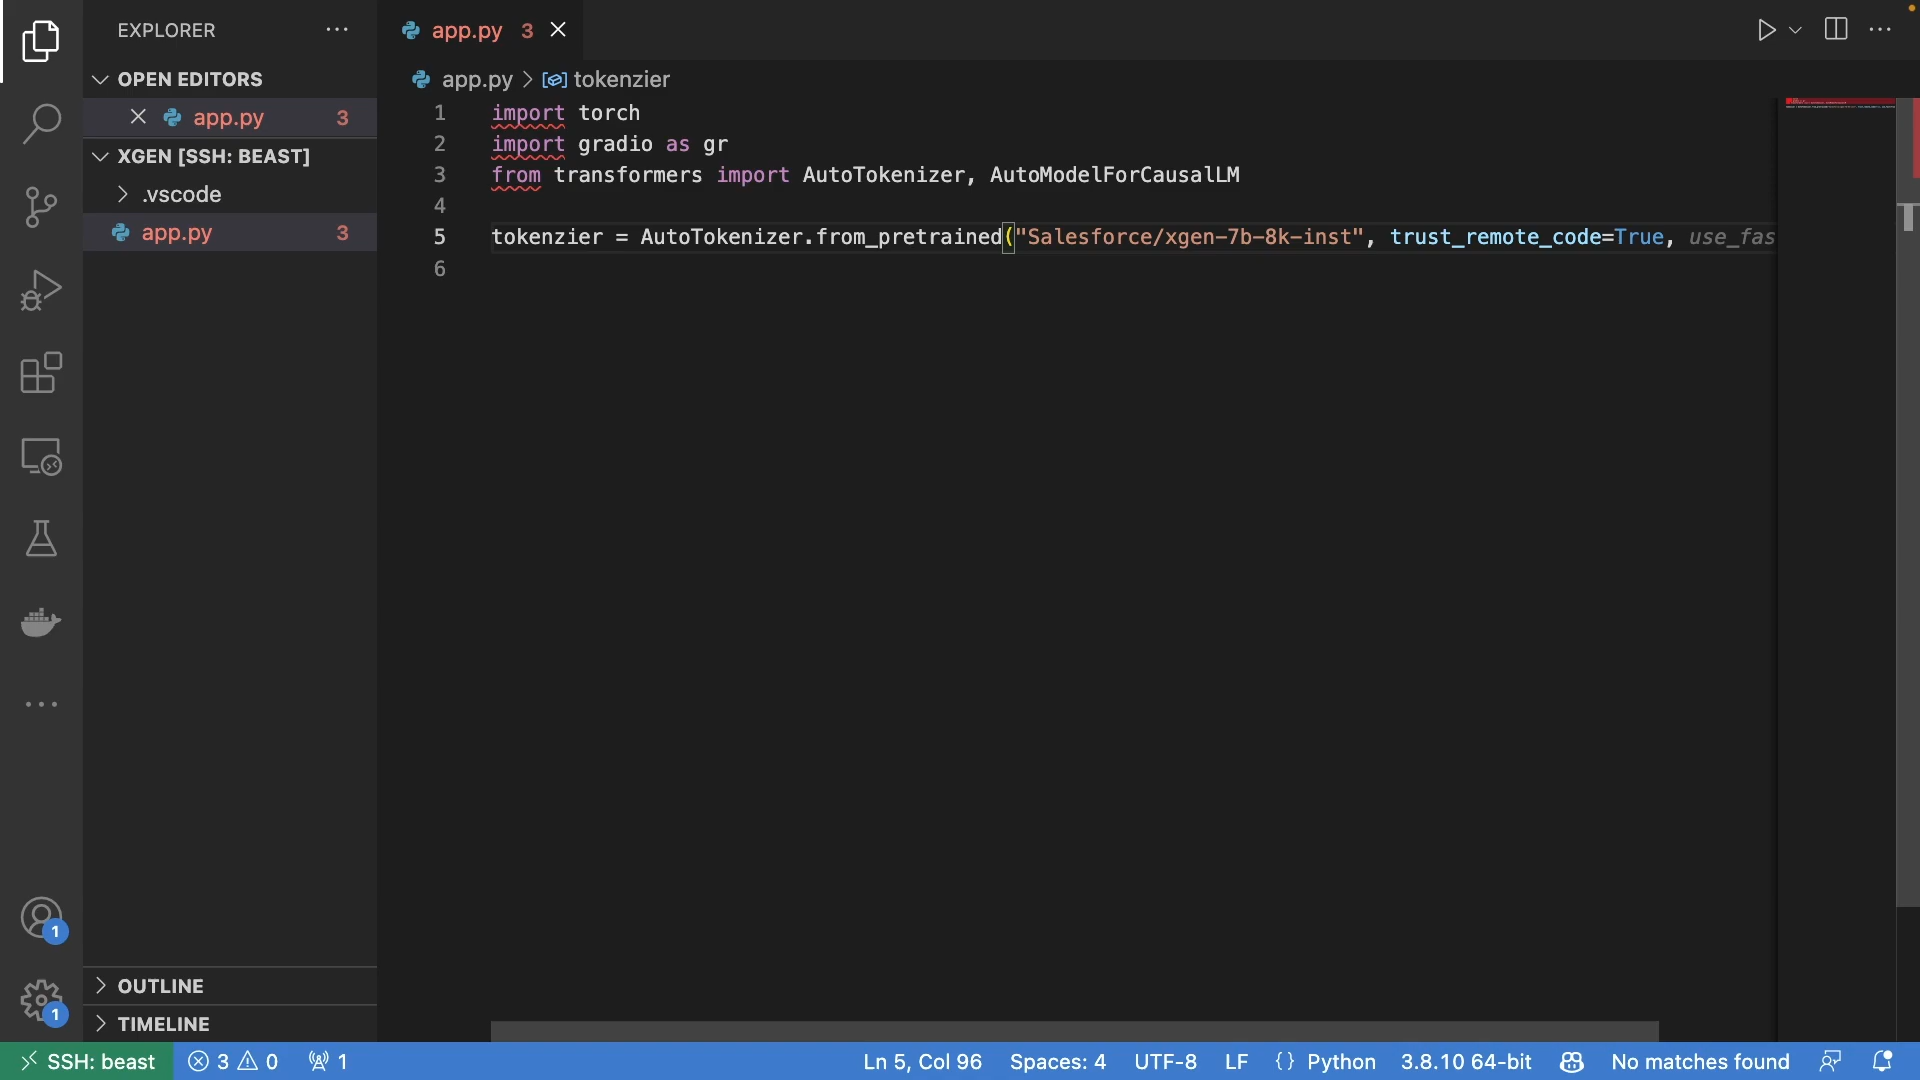 EXPLORER
OPEN EDITORS
app.py 3
XGEN [SSH: BEAST]
.vscode
app.py 3
OUTLINE
TIMELINE
1
1
app.py 3
app.py > tokenzier
1 import torch
2 import gradio as gr
3 from transformers import AutoTokenizer, AutoModelForCausalLM
4
5 tokenzier = AutoTokenizer.from_pretrained("Salesforce/xgen-7b-8k-inst", trust_remote_code=True, use_fas
6
SSH: beast 3 0 1 Ln 5, Col 96 Spaces: 4 UTF-8 LF {} Python 3.8.10 64-bit No matches found